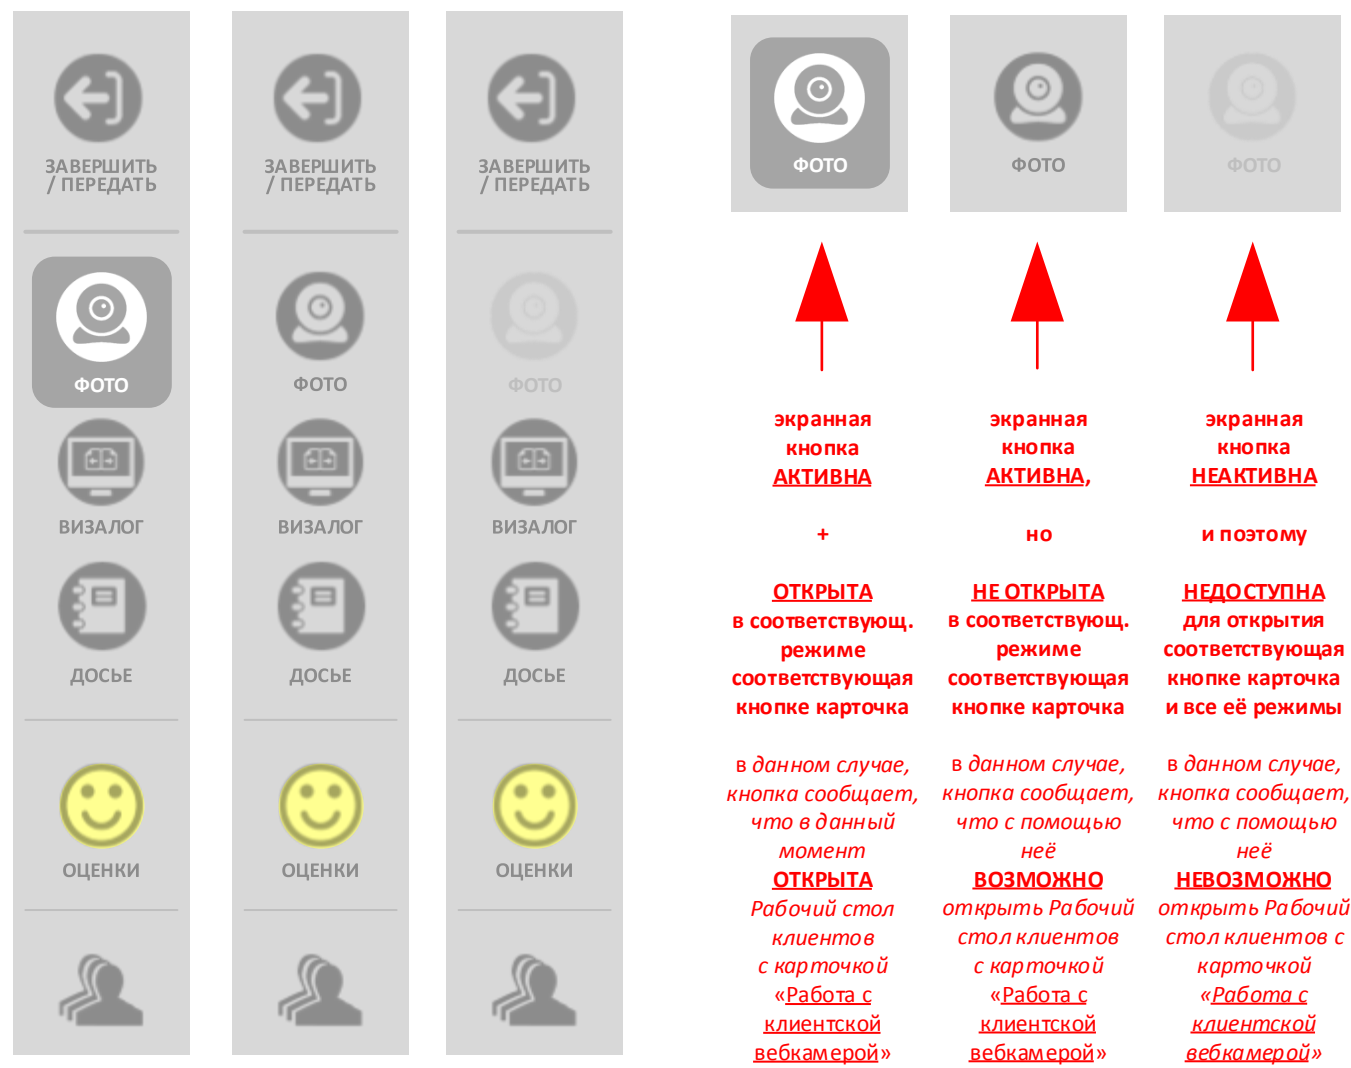 ЗАВЕРШИТЬ
/ ПЕРЕДАТЬ
ФОТО
ВИЗАЛОГ
ДОСЬЕ
ОЦЕНКИ
ЗАВЕРШИТЬ
/ ПЕРЕДАТЬ
ФОТО
ВИЗАЛОГ
ДОСЬЕ
ОЦЕНКИ
ЗАВЕРШИТЬ
/ ПЕРЕДАТЬ
ФОТО
ВИЗАЛОГ
ДОСЬЕ
ОЦЕНКИ
ФОТО
экранная
кнопка
АКТИВНА
+
ОТКРЫТА
в соответствующ.
режиме
соответствующая
кнопке карточка
в данном случае,
кнопка сообщает,
что в данный
момент
ОТКРЫТА
Рабочий стол
клиентов
с карточкой
«Работа с
клиентской
вебкамерой»
ФОТО
экранная
кнопка
АКТИВНА,
но
НЕ ОТКРЫТА
в соответствующ.
режиме
соответствующая
кнопке карточка
в данном случае,
кнопка сообщает,
что с помощью
неё
ВОЗМОЖНО
открыть Рабочий
стол клиентов
с карточкой
«Работа с
клиентской
вебкамерой»
ФОТО
экранная
кнопка
НЕАКТИВНА
и поэтому
НЕДОСТУПНА
для открытия
соответствующая
кнопке карточка
и все её режимы
в данном случае,
кнопка сообщает,
что с помощью
неё
НЕВОЗМОЖНО
открыть Рабочий
стол клиентов с
карточкой
«Работа с
клиентской
вебкамерой»